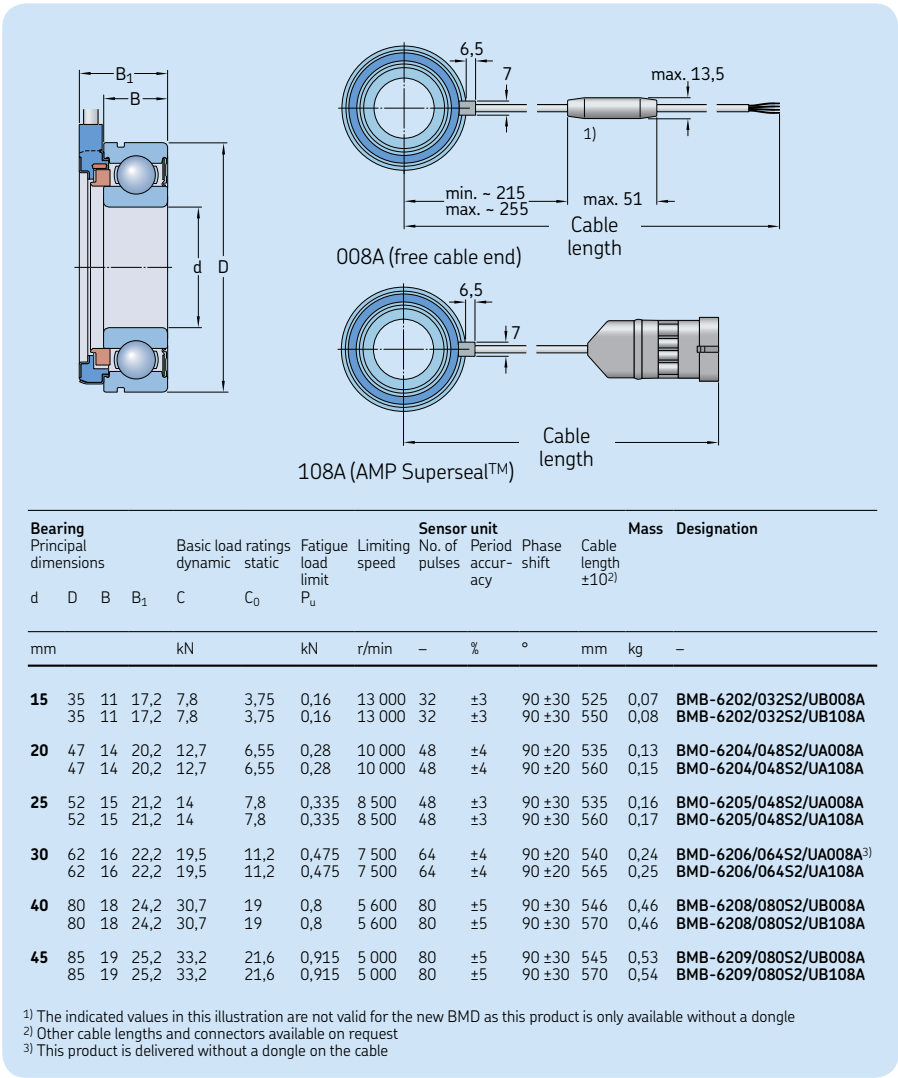 B1
B
d
D
6,5
7
max. 13,5
1)
min. ~ 215
max. ~ 255
max. 51
Cable
length
008A (free cable end)
6,5
7
Cable
length
108A (AMP Superseal™)
Bearing Sensor unit Mass Designation
Principal Basic load ratings Fatigue Limiting No. of Period Phase Cable
dimensions dynamic static load speed pulses accur- shift length
limit acy ±10 2)
d D B B1 C C0 Pu
mm kN kN r/min – % ° mm kg –
15 35 11 17,2 7,8 3,75 0,16 13 000 32 ±3 90 ±30 525 0,07 BMB-6202/032S2/UB008A
35 11 17,2 7,8 3,75 0,16 13 000 32 ±3 90 ±30 550 0,08 BMB-6202/032S2/UB108A
20 47 14 20,2 12,7 6,55 0,28 10 000 48 ±4 90 ±20 535 0,13 BMO-6204/048S2/UA008A
47 14 20,2 12,7 6,55 0,28 10 000 48 ±4 90 ±20 560 0,15 BMO-6204/048S2/UA108A
25 52 15 21,2 14 7,8 0,335 8 500 48 ±3 90 ±30 535 0,16 BMO-6205/048S2/UA008A
52 15 21,2 14 7,8 0,335 8 500 48 ±3 90 ±30 560 0,17 BMO-6205/048S2/UA108A
30 62 16 22,2 19,5 11,2 0,475 7 500 64 ±4 90 ±20 540 0,24 BMD-6206/064S2/UA008A3)
62 16 22,2 19,5 11,2 0,475 7 500 64 ±4 90 ±20 565 0,25 BMD-6206/064S2/UA108A
40 80 18 24,2 30,7 19 0,8 5 600 80 ±5 90 ±30 546 0,46 BMB-6208/080S2/UB008A
80 18 24,2 30,7 19 0,8 5 600 80 ±5 90 ±30 570 0,46 BMB-6208/080S2/UB108A
45 85 19 25,2 33,2 21,6 0,915 5 000 80 ±5 90 ±30 545 0,53 BMB-6209/080S2/UB008A
85 19 25,2 33,2 21,6 0,915 5 000 80 ±5 90 ±30 570 0,54 BMB-6209/080S2/UB108A
1) The indicated values in this illustration are not valid for the new BMD as this product is only available without a dongle
2) Other cable lengths and connectors available on request
3) This product is delivered without a dongle on the cable